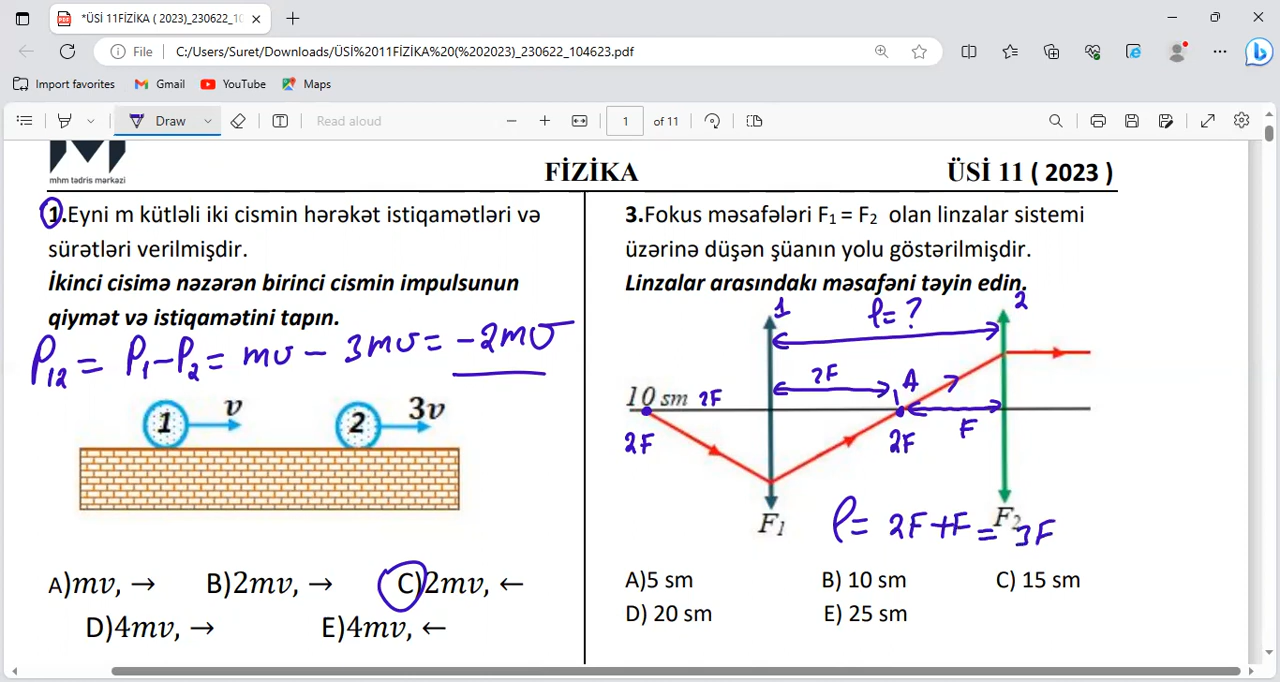 *ÜSİ 11FİZİKA ( 2023)_230622_10
File
C:/Users/Suret/Downloads/ÜSİ%2011FİZİKA%20(%202023)_230622_104623.pdf
Import favorites
Gmail
YouTube
Maps
Draw
Read aloud
1
of 11
mhm tədris mərkəzi
FİZİKA
ÜSİ 11 ( 2023 )
1.Eyni m kütləli iki cismin hərəkət istiqamətləri və
sürətləri verilmişdir.
İkinci cisimə nəzərən birinci cismin impulsunun
qiymət və istiqamətini tapın.
P₁₂ = P₁-P₂= mv - 3mv= -2mv
1
v
2
3v
A)mv, →
B)2mv, →
C)2mv, ←
D)4mv, →
E)4mv, ←
3.Fokus məsafələri F₁ = F₂ olan linzalar sistemi
üzərinə düşən şüanın yolu göstərilmişdir.
Linzalar arasındakı məsafəni təyin edin.
1
2
ℓ= ?
2F
A
10 sm
2F
2F
2F
F
F₁
F₂
ℓ= 2F+F= 3F
A)5 sm
B) 10 sm
C) 15 sm
D) 20 sm
E) 25 sm